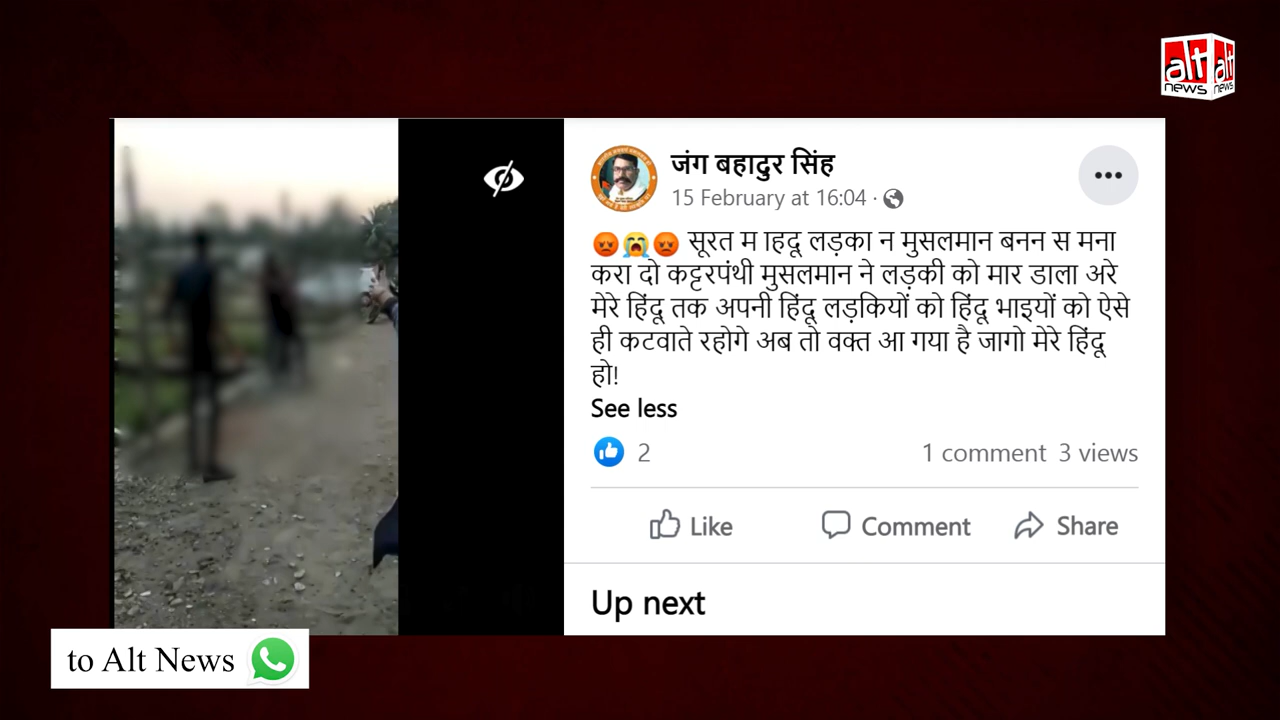 alt
news
alt
news
जंग बहादुर सिंह
15 February at 16:04 ·
😡😭😡 सूरत म हिदू लड़का न मुसलमान बनन स मना
करा दो कट्टरपंथी मुसलमान ने लड़की को मार डाला अरे
मेरे हिंदू तक अपनी हिंदू लड़कियों को हिंदू भाइयों को ऐसे
ही कटवाते रहोगे अब तो वक्त आ गया है जागो मेरे हिंदू
हो!
See less
2
1 comment 3 views
Like Comment Share
Up next
to Alt News